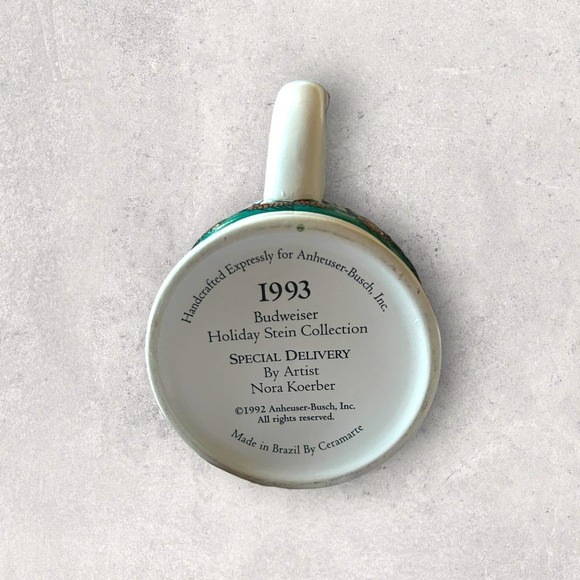 Handcrafted Expressly for Anheuser-Busch, Inc.
1993
Budweiser
Holiday Stein Collection
SPECIAL DELIVERY
By Artist
Nora Koerber
©1992 Anheuser-Busch, Inc.
All rights reserved.
Made in Brazil By Ceramarte